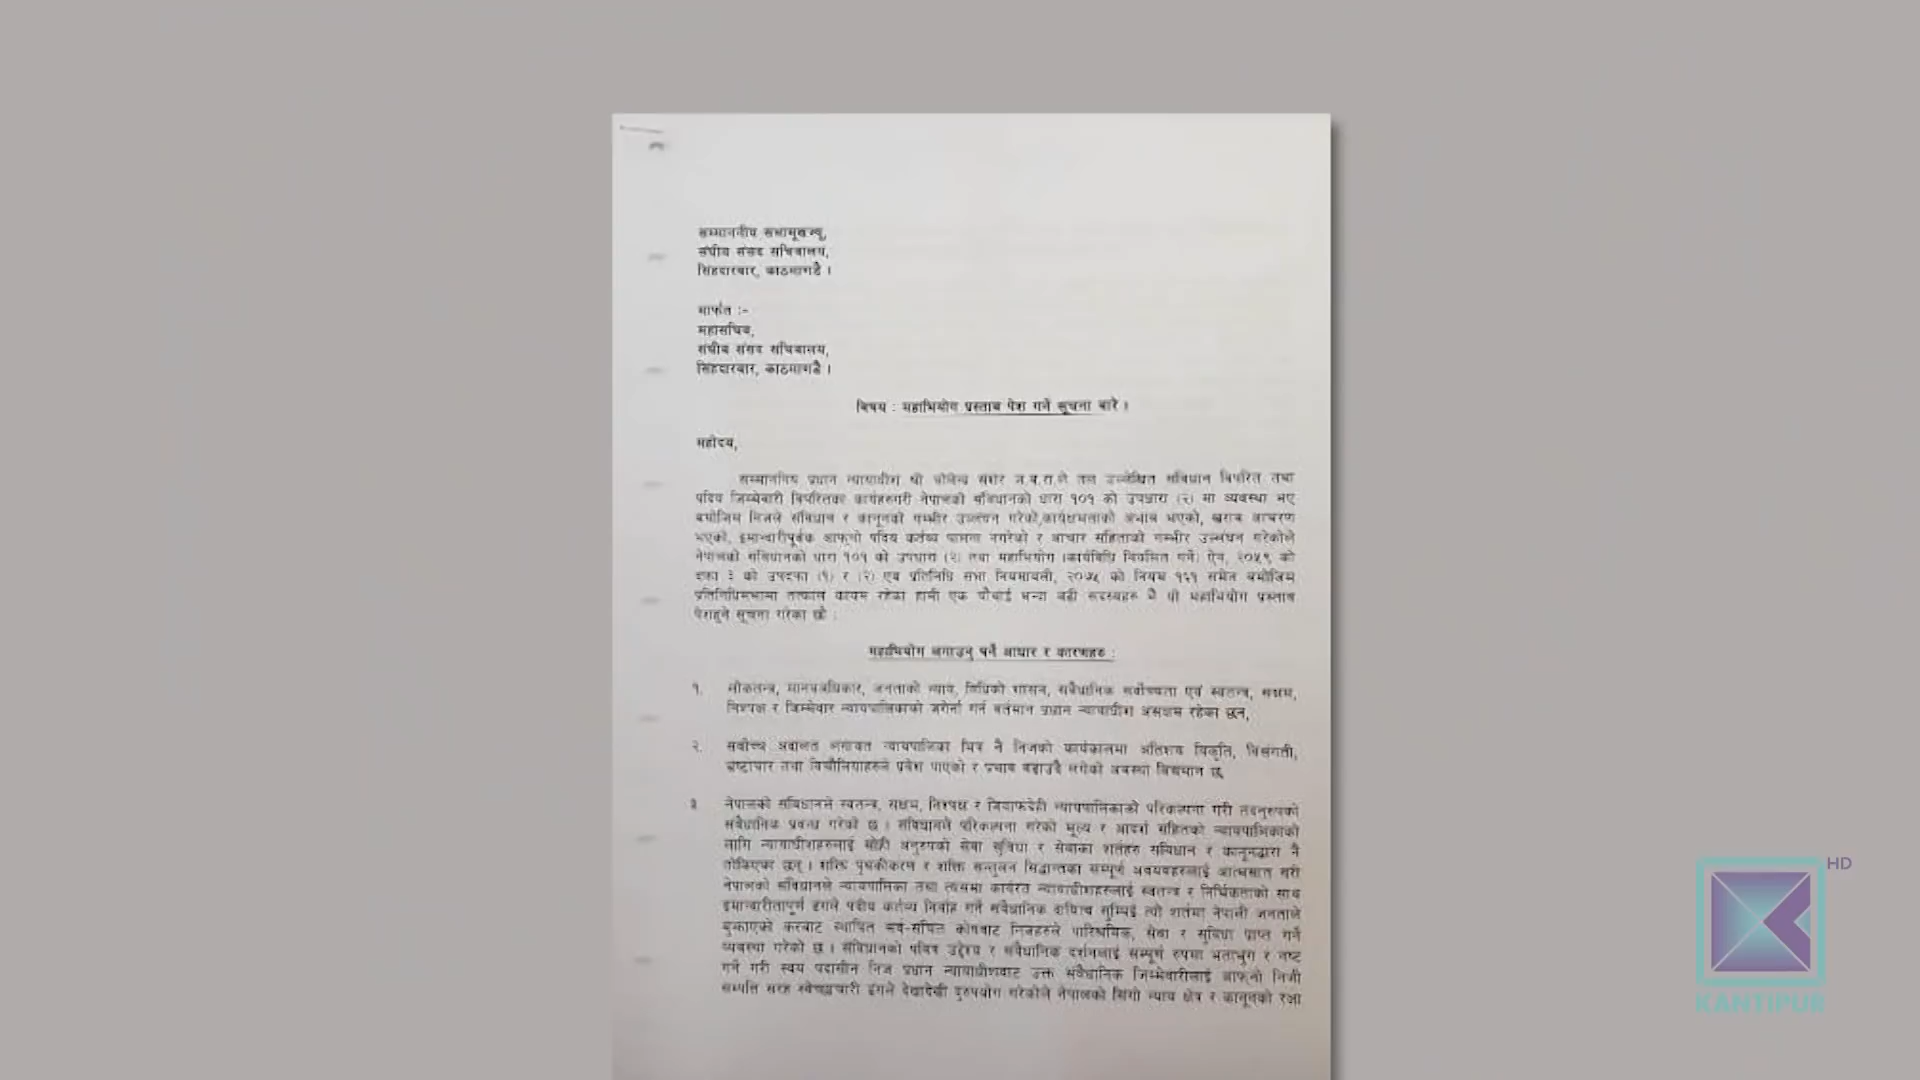 सम्माननीय सभामुखज्यू,
संघीय संसद सचिवालय,
सिंहदारबार, काठमाण्डौ ।
मार्फत :-
महासचिव,
संघीय संसद सचिवालय,
सिंहदारबार, काठमाण्डौ ।
विषय : महाभियोग प्रस्ताव पेश गर्ने सूचना बारे ।
महोदय,
सम्माननिय प्रधान न्यायाधीश श्री चोलेन्द्र शंशेर ज.ब.रा.ले तल उल्लेखित संविधान विपरित तथा
पदिय जिम्मेवारी विपरितका कार्यहरुगरी नेपालको संविधानको धारा १०१ को उपधारा (२) मा व्यवस्था भए
बमोजिम निजले संविधान र कानूनको गम्भीर उल्लंघन गरेको,कार्यक्षमताको अभाव भएको, खराब आचरण
भएको, इमान्दारीपूर्वक आफ्नो पदिय कर्तव्य पालना नगरेको र आचार संहिताको गम्भीर उल्लंघन गरेकोले
नेपालको संविधानको धारा १०१ को उपधारा (२) तथा महाभियोग (कार्यविधि नियमित गर्ने) ऐन, २०५९ को
दफा ३ को उपदफा (१) र (२) एवं प्रतिनिधि सभा नियमावली, २०७५ को नियम १६१ समेत बमोजिम
प्रतिनिधिसभामा तत्काल कायम रहेका हामी एक चौथाई भन्दा बढी सदस्यहरु ले यो महाभियोग प्रस्ताव
पेशहुने सूचना गरेका छौ :
महाभियोग लगाउनु पर्ने आधार र कारणहरु :
१. लोकतन्त्र, मानवअधिकार, जनताको न्याय, विधिको शासन, संवैधानिक सर्वोच्चता एवं स्वतन्त्र, सक्षम,
निश्पक्ष र जिम्मेवार न्यायपालिकाको जगेर्ना गर्न वर्तमान प्रधान न्यायाधीश असक्षम रहेका छन्,
२. सर्वोच्च अदालत लगायत न्यायपालिका भित्र नै निजको कार्यकालमा अतिशय विकृति, विसंगती,
भ्रष्टाचार तथा विचौलियाहरुले प्रवेश पाएको र प्रभाव बढाउदै लगेको अवस्था विद्यमान छ,
३ नेपालको संविधानले स्वतन्त्र, सक्षम, निश्पक्ष र जवाफदेही न्यायपालिकाको परिकल्पना गरी तदनुरुपको
संवैधानिक प्रवन्ध गरेको छ । संविधानले परिकल्पना गरेको मूल्य र आदर्श सहितको न्यायपालिकाको
लागि न्यायाधीशहरुलाई सोही अनुरुपको सेवा सुविधा र सेवाका शर्तहरु संविधान र कानूनद्वारा नै
तोकिएका छन् । शक्ति पृथकीकरण र शक्ति सन्तुलन सिद्धान्तका सम्पूर्ण अवयवहरुलाई आत्मसात गरी
नेपालको संविधानले न्यायपालिका तथा त्यसमा कार्यरत न्यायाधीशहरुलाई स्वतन्त्र र निर्भिकताको साथ
इमान्दारीतापूर्ण ढंगले पदीय कर्तव्य निर्वाह गर्ने संवैधानिक दायित्व सुम्पिई त्यो शर्तमा नेपाली जनताले
बुझाएको करबाट स्थापित सर्व-संचित कोषबाट निजहरुले पारिश्रमिक, सेवा र सुविधा प्राप्त गर्ने
व्यवस्था गरेको छ । संविधानको पवित्र उद्देश्य र संवैधानिक दर्शनलाई सम्पूर्ण रुपमा भताभुंग र नष्ट
गर्ने गरी स्वयं पदासीन निज प्रधान न्यायाधीशबाट उक्त संवैधानिक जिम्मेवारीलाई आफ्नो निजी
सम्पत्ति सरह स्वेच्छाचारी ढंगले देखादेखी दुरुपयोग गरेकोले नेपालको सिंगो न्याय क्षेत्र र कानूनको रक्षा
HD
KANTIPUR